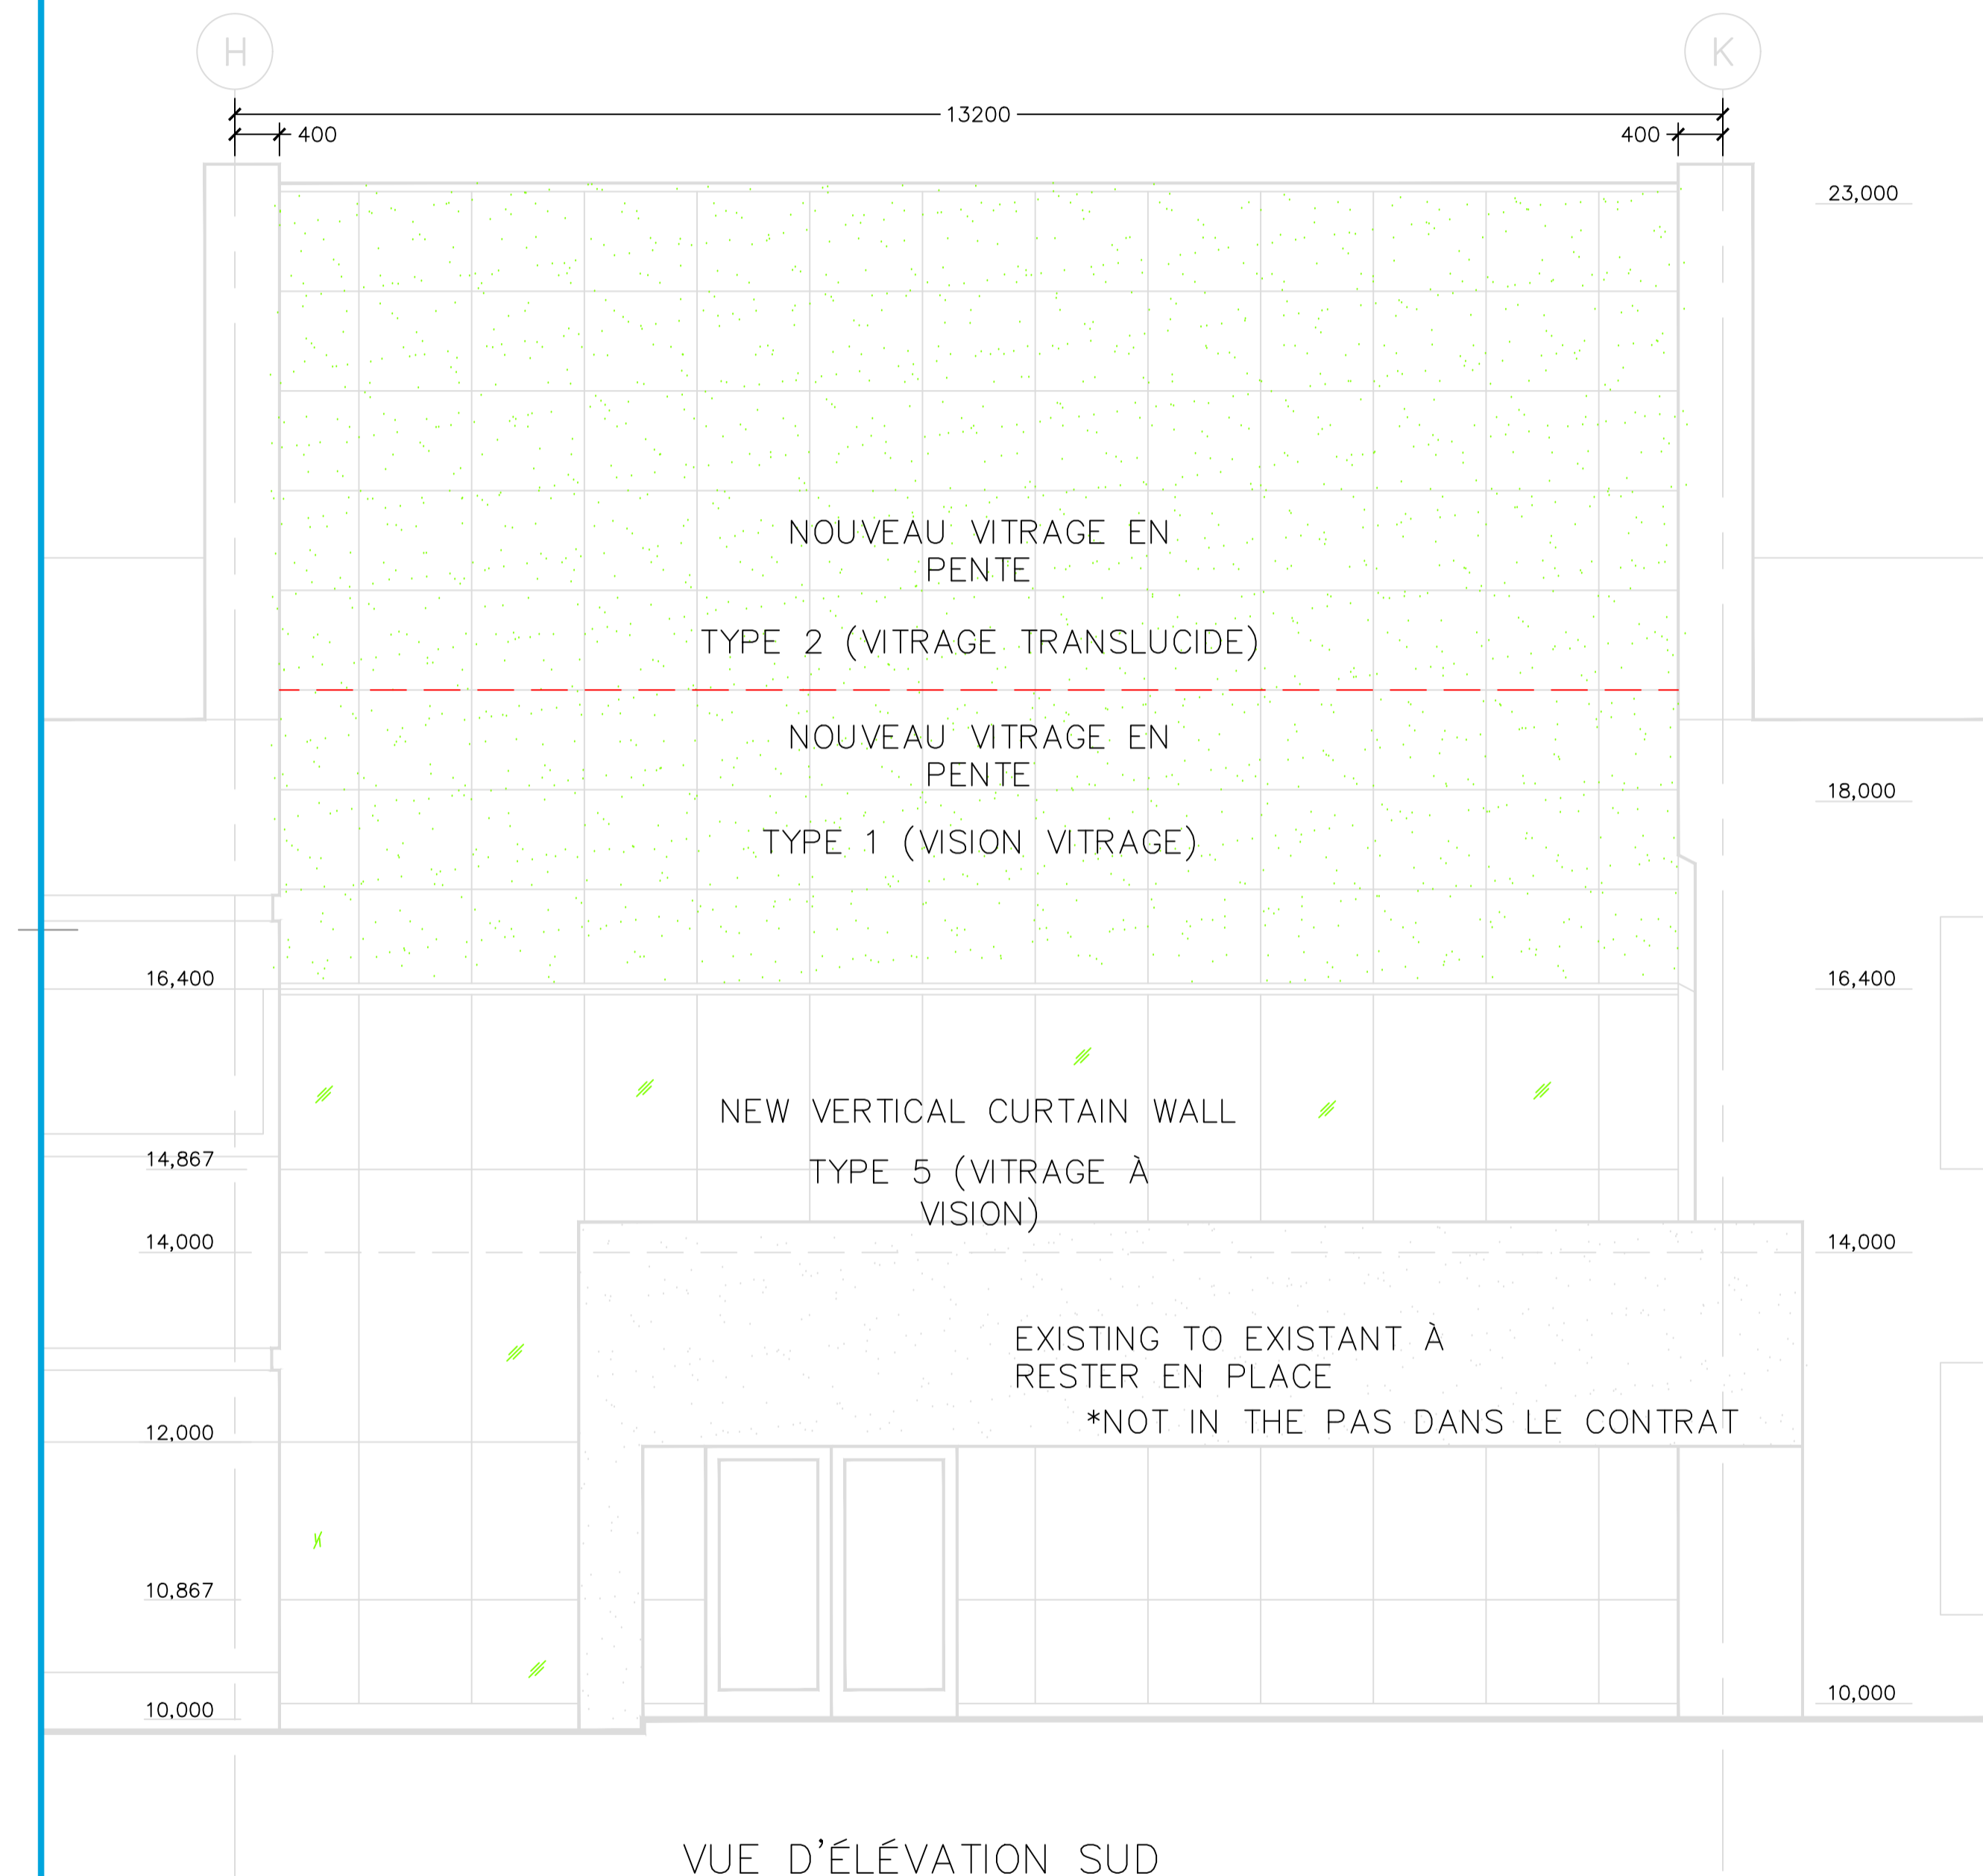 H
K
13200
400
400
23,000
NOUVEAU VITRAGE EN
PENTE
TYPE 2 (VITRAGE TRANSLUCIDE)
NOUVEAU VITRAGE EN
PENTE
18,000
TYPE 1 (VISION VITRAGE)
16,400
16,400
NEW VERTICAL CURTAIN WALL
14,867
TYPE 5 (VITRAGE À
VISION)
14,000
14,000
EXISTING TO EXISTANT À
RESTER EN PLACE
*NOT IN THE PAS DANS LE CONTRAT
12,000
10,867
10,000
10,000
VUE D'ÉLÉVATION SUD